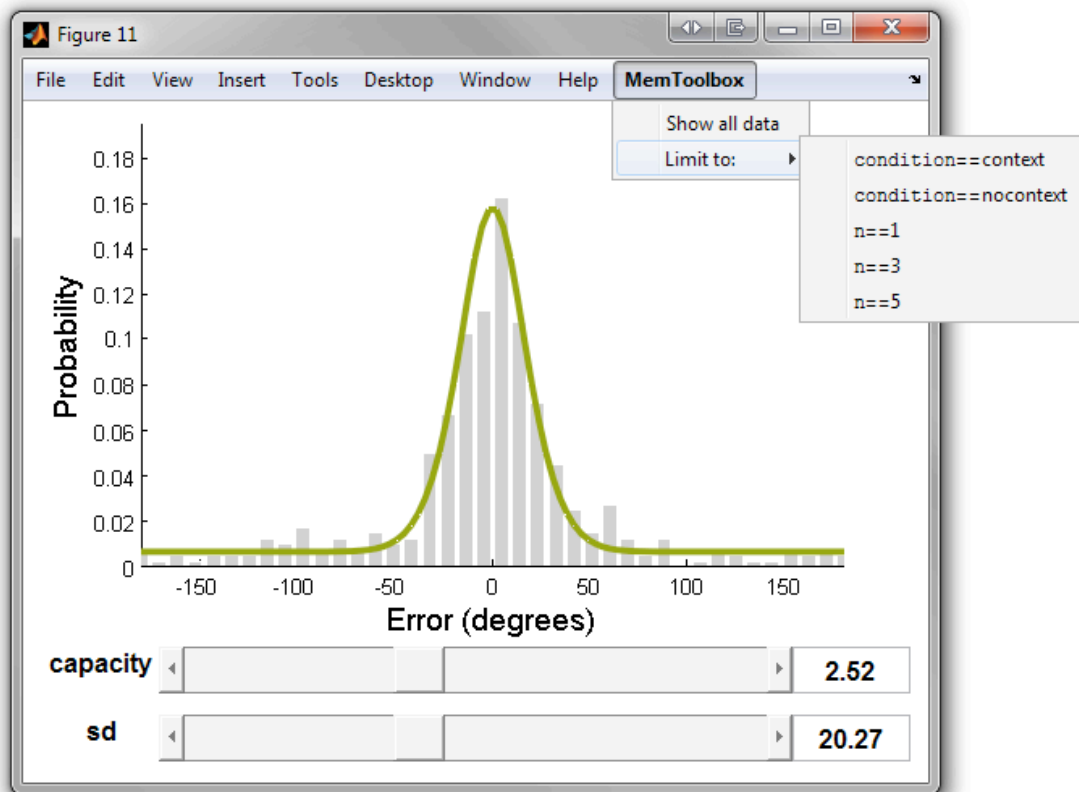 Figure 11
File Edit View Insert Tools Desktop Window Help MemToolbox
Show all data
Limit to:
condition==context
condition==nocontext
n==1
n==3
n==5
Probability
0.18
0.16
0.14
0.12
0.1
0.08
0.06
0.04
0.02
0
-150 -100 -50 0 50 100 150
Error (degrees)
capacity 2.52
sd 20.27